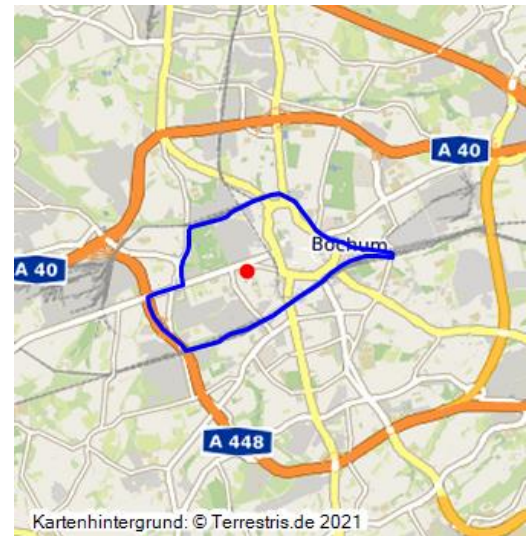 A 40
Bochum
A 40
A 448
Kartenhintergrund: © Terrestris.de 2021